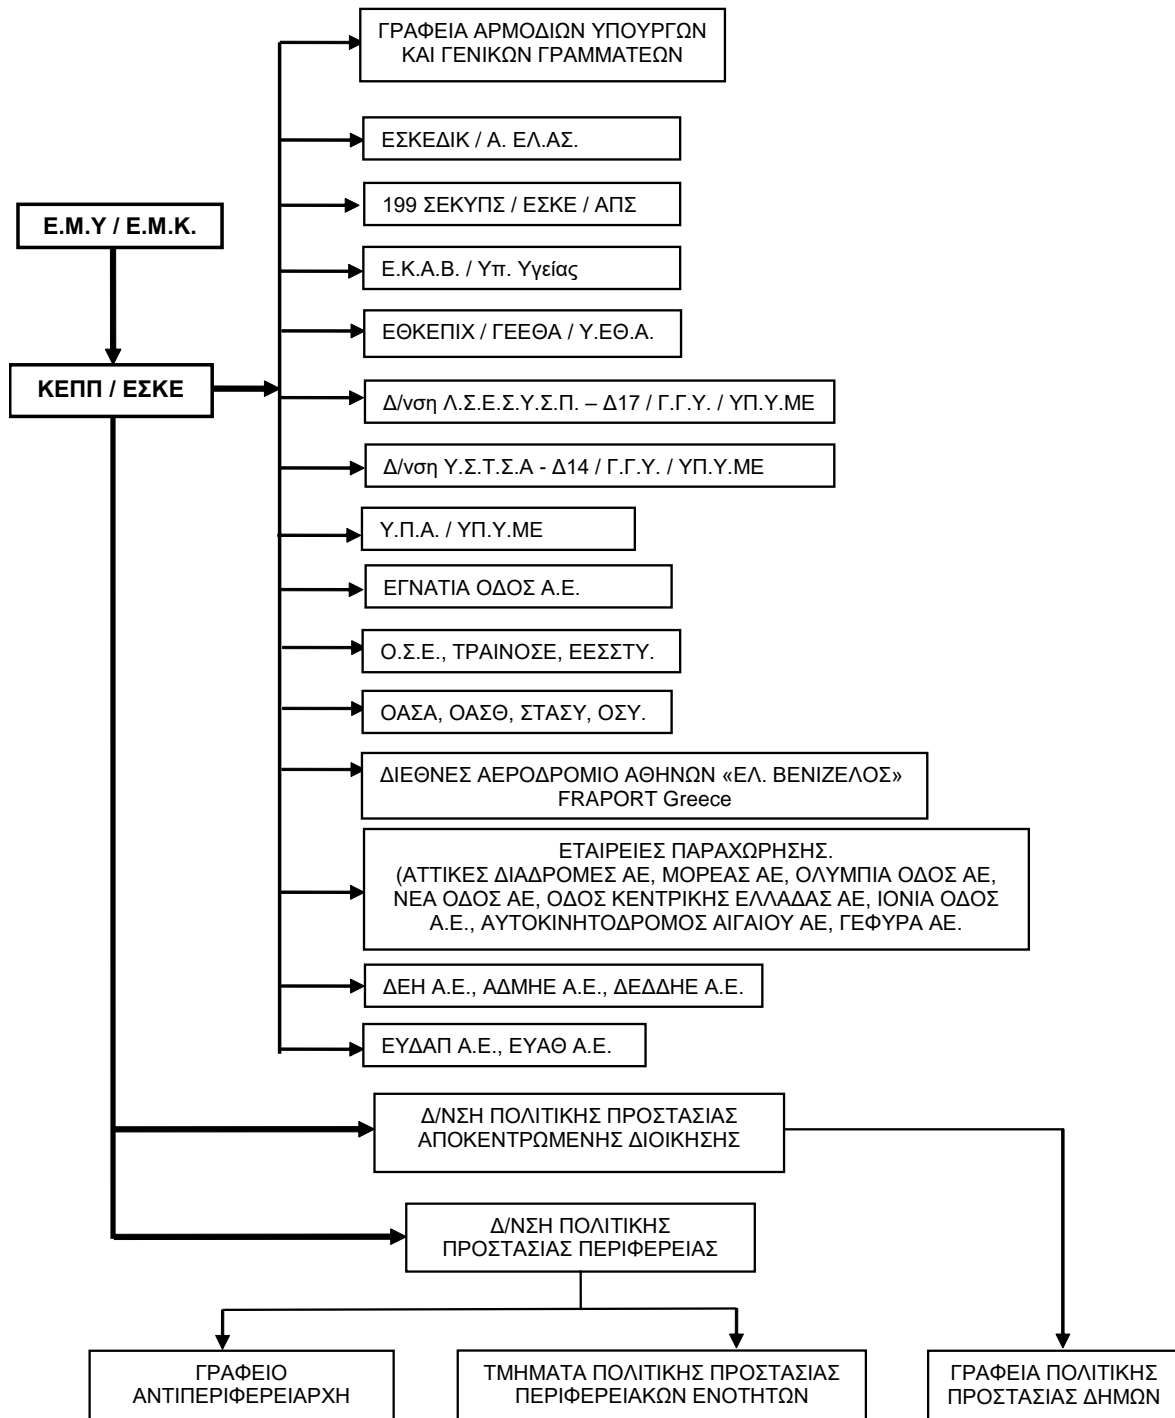 ΓΡΑΦΕΙΑ ΑΡΜΟΔΙΩΝ ΥΠΟΥΡΓΩΝ
ΚΑΙ ΓΕΝΙΚΩΝ ΓΡΑΜΜΑΤΕΩΝ
ΕΣΚΕΔΙΚ / Α. ΕΛ.ΑΣ.
199 ΣΕΚΥΠΣ / ΕΣΚΕ / ΑΠΣ
Ε.Μ.Υ / Ε.Μ.Κ.
Ε.Κ.Α.Β. / Υπ. Υγείας
ΕΘΚΕΠΙΧ / ΓΕΕΘΑ / Υ.ΕΘ.Α.
ΚΕΠΠ / ΕΣΚΕ
Δ/νση Λ.Σ.Ε.Σ.Υ.Σ.Π. – Δ17 / Γ.Γ.Υ. / ΥΠ.Υ.ΜΕ
Δ/νση Υ.Σ.Τ.Σ.Α - Δ14 / Γ.Γ.Υ. / ΥΠ.Υ.ΜΕ
Υ.Π.Α. / ΥΠ.Υ.ΜΕ
ΕΓΝΑΤΙΑ ΟΔΟΣ Α.Ε.
Ο.Σ.Ε., ΤΡΑΙΝΟΣΕ, ΕΕΣΣΤΥ.
ΟΑΣΑ, ΟΑΣΘ, ΣΤΑΣΥ, ΟΣΥ.
ΔΙΕΘΝΕΣ ΑΕΡΟΔΡΟΜΙΟ ΑΘΗΝΩΝ «ΕΛ. ΒΕΝΙΖΕΛΟΣ»
FRAPORT Greece
ΕΤΑΙΡΕΙΕΣ ΠΑΡΑΧΩΡΗΣΗΣ.
(ΑΤΤΙΚΕΣ ΔΙΑΔΡΟΜΕΣ ΑΕ, ΜΟΡΕΑΣ ΑΕ, ΟΛΥΜΠΙΑ ΟΔΟΣ ΑΕ,
ΝΕΑ ΟΔΟΣ ΑΕ, ΟΔΟΣ ΚΕΝΤΡΙΚΗΣ ΕΛΛΑΔΑΣ ΑΕ, ΙΟΝΙΑ ΟΔΟΣ
Α.Ε., ΑΥΤΟΚΙΝΗΤΟΔΡΟΜΟΣ ΑΙΓΑΙΟΥ ΑΕ, ΓΕΦΥΡΑ ΑΕ.
ΔΕΗ Α.Ε., ΑΔΜΗΕ Α.Ε., ΔΕΔΔΗΕ Α.Ε.
ΕΥΔΑΠ Α.Ε., ΕΥΑΘ Α.Ε.
Δ/ΝΣΗ ΠΟΛΙΤΙΚΗΣ ΠΡΟΣΤΑΣΙΑΣ
ΑΠΟΚΕΝΤΡΩΜΕΝΗΣ ΔΙΟΙΚΗΣΗΣ
Δ/ΝΣΗ ΠΟΛΙΤΙΚΗΣ
ΠΡΟΣΤΑΣΙΑΣ ΠΕΡΙΦΕΡΕΙΑΣ
ΓΡΑΦΕΙΟ
ΑΝΤΙΠΕΡΙΦΕΡΕΙΑΡΧΗ
ΤΜΗΜΑΤΑ ΠΟΛΙΤΙΚΗΣ ΠΡΟΣΤΑΣΙΑΣ
ΠΕΡΙΦΕΡΕΙΑΚΩΝ ΕΝΟΤΗΤΩΝ
ΓΡΑΦΕΙΑ ΠΟΛΙΤΙΚΗΣ
ΠΡΟΣΤΑΣΙΑΣ ΔΗΜΩΝ